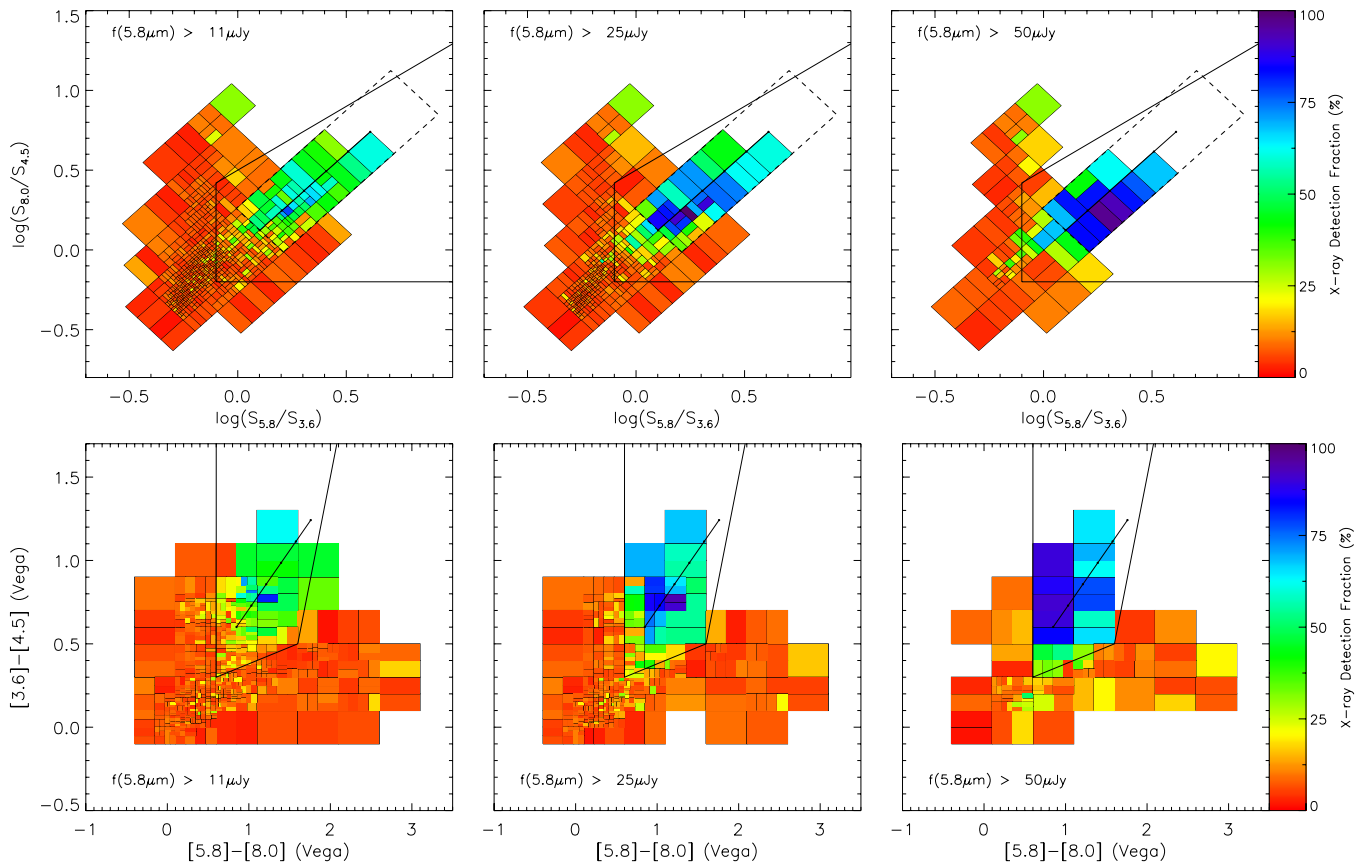 f(5.8μm) > 11μJy
f(5.8μm) > 25μJy
f(5.8μm) > 50μJy
1.5
1.0
0.5
0.0
−0.5
log(S8.0/S4.5)
−0.5 0.0 0.5
−0.5 0.0 0.5
−0.5 0.0 0.5
log(S5.8/S3.6)
log(S5.8/S3.6)
log(S5.8/S3.6)
100
75
50
25
0
X−ray Detection Fraction (%)
1.5
1.0
0.5
0.0
−0.5
[3.6]−[4.5] (Vega)
f(5.8μm) > 11μJy
f(5.8μm) > 25μJy
f(5.8μm) > 50μJy
−1 0 1 2 3
−1 0 1 2 3
−1 0 1 2 3
[5.8]−[8.0] (Vega)
[5.8]−[8.0] (Vega)
[5.8]−[8.0] (Vega)
100
75
50
25
0
X−ray Detection Fraction (%)